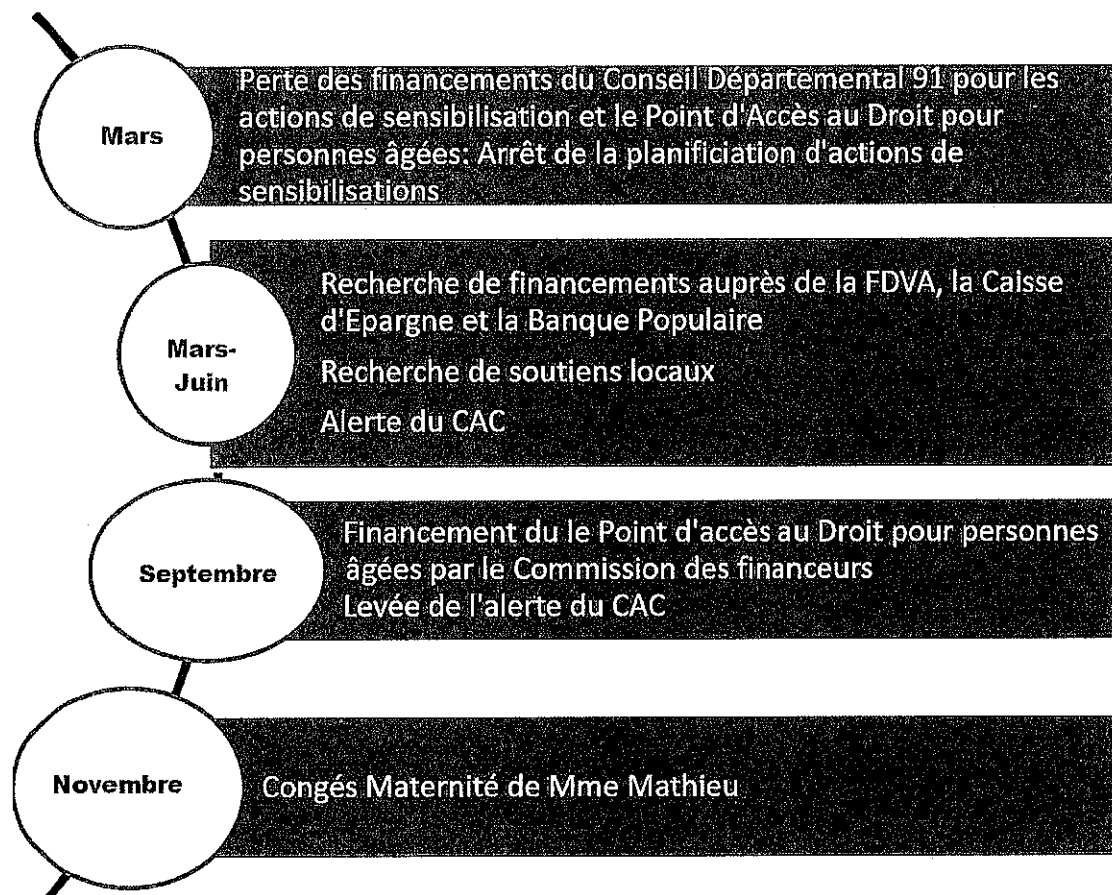 Mars
Perte des financements du Conseil Départemental 91 pour les
actions de sensibilisation et le Point d'Accès au Droit pour
personnes âgées: Arrêt de la planificiation d'actions de
sensibilisations
Mars-
Juin
Recherche de financements auprès de la FDVA, la Caisse
d'Epargne et la Banque Populaire
Recherche de soutiens locaux
Alerte du CAC
Septembre
Financement du le Point d'accès au Droit pour personnes
âgées par le Commission des financeurs
Levée de l'alerte du CAC
Novembre
Congés Maternité de Mme Mathieu